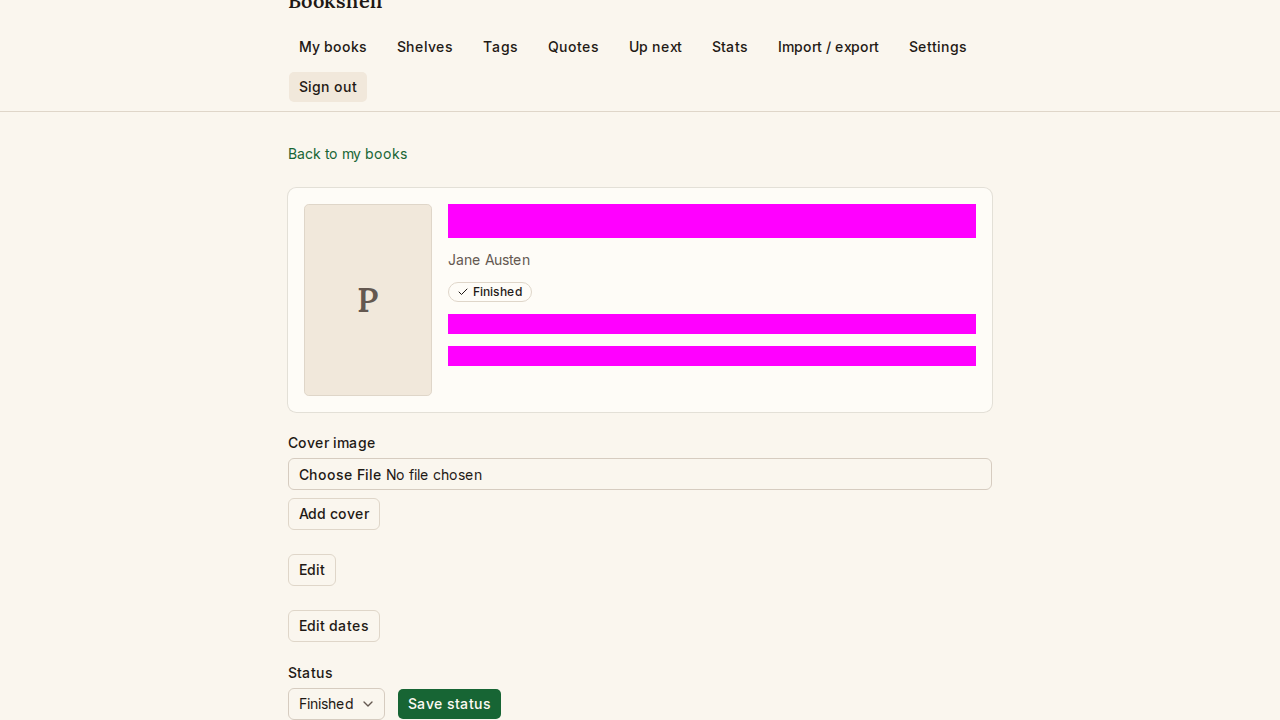 Bookshelf
My books Shelves Tags Quotes Up next Stats Import / export Settings
Sign out
Back to my books
P
Jane Austen
Finished
Cover image
Choose File No file chosen
Add cover
Edit
Edit dates
Status
Finished Save status